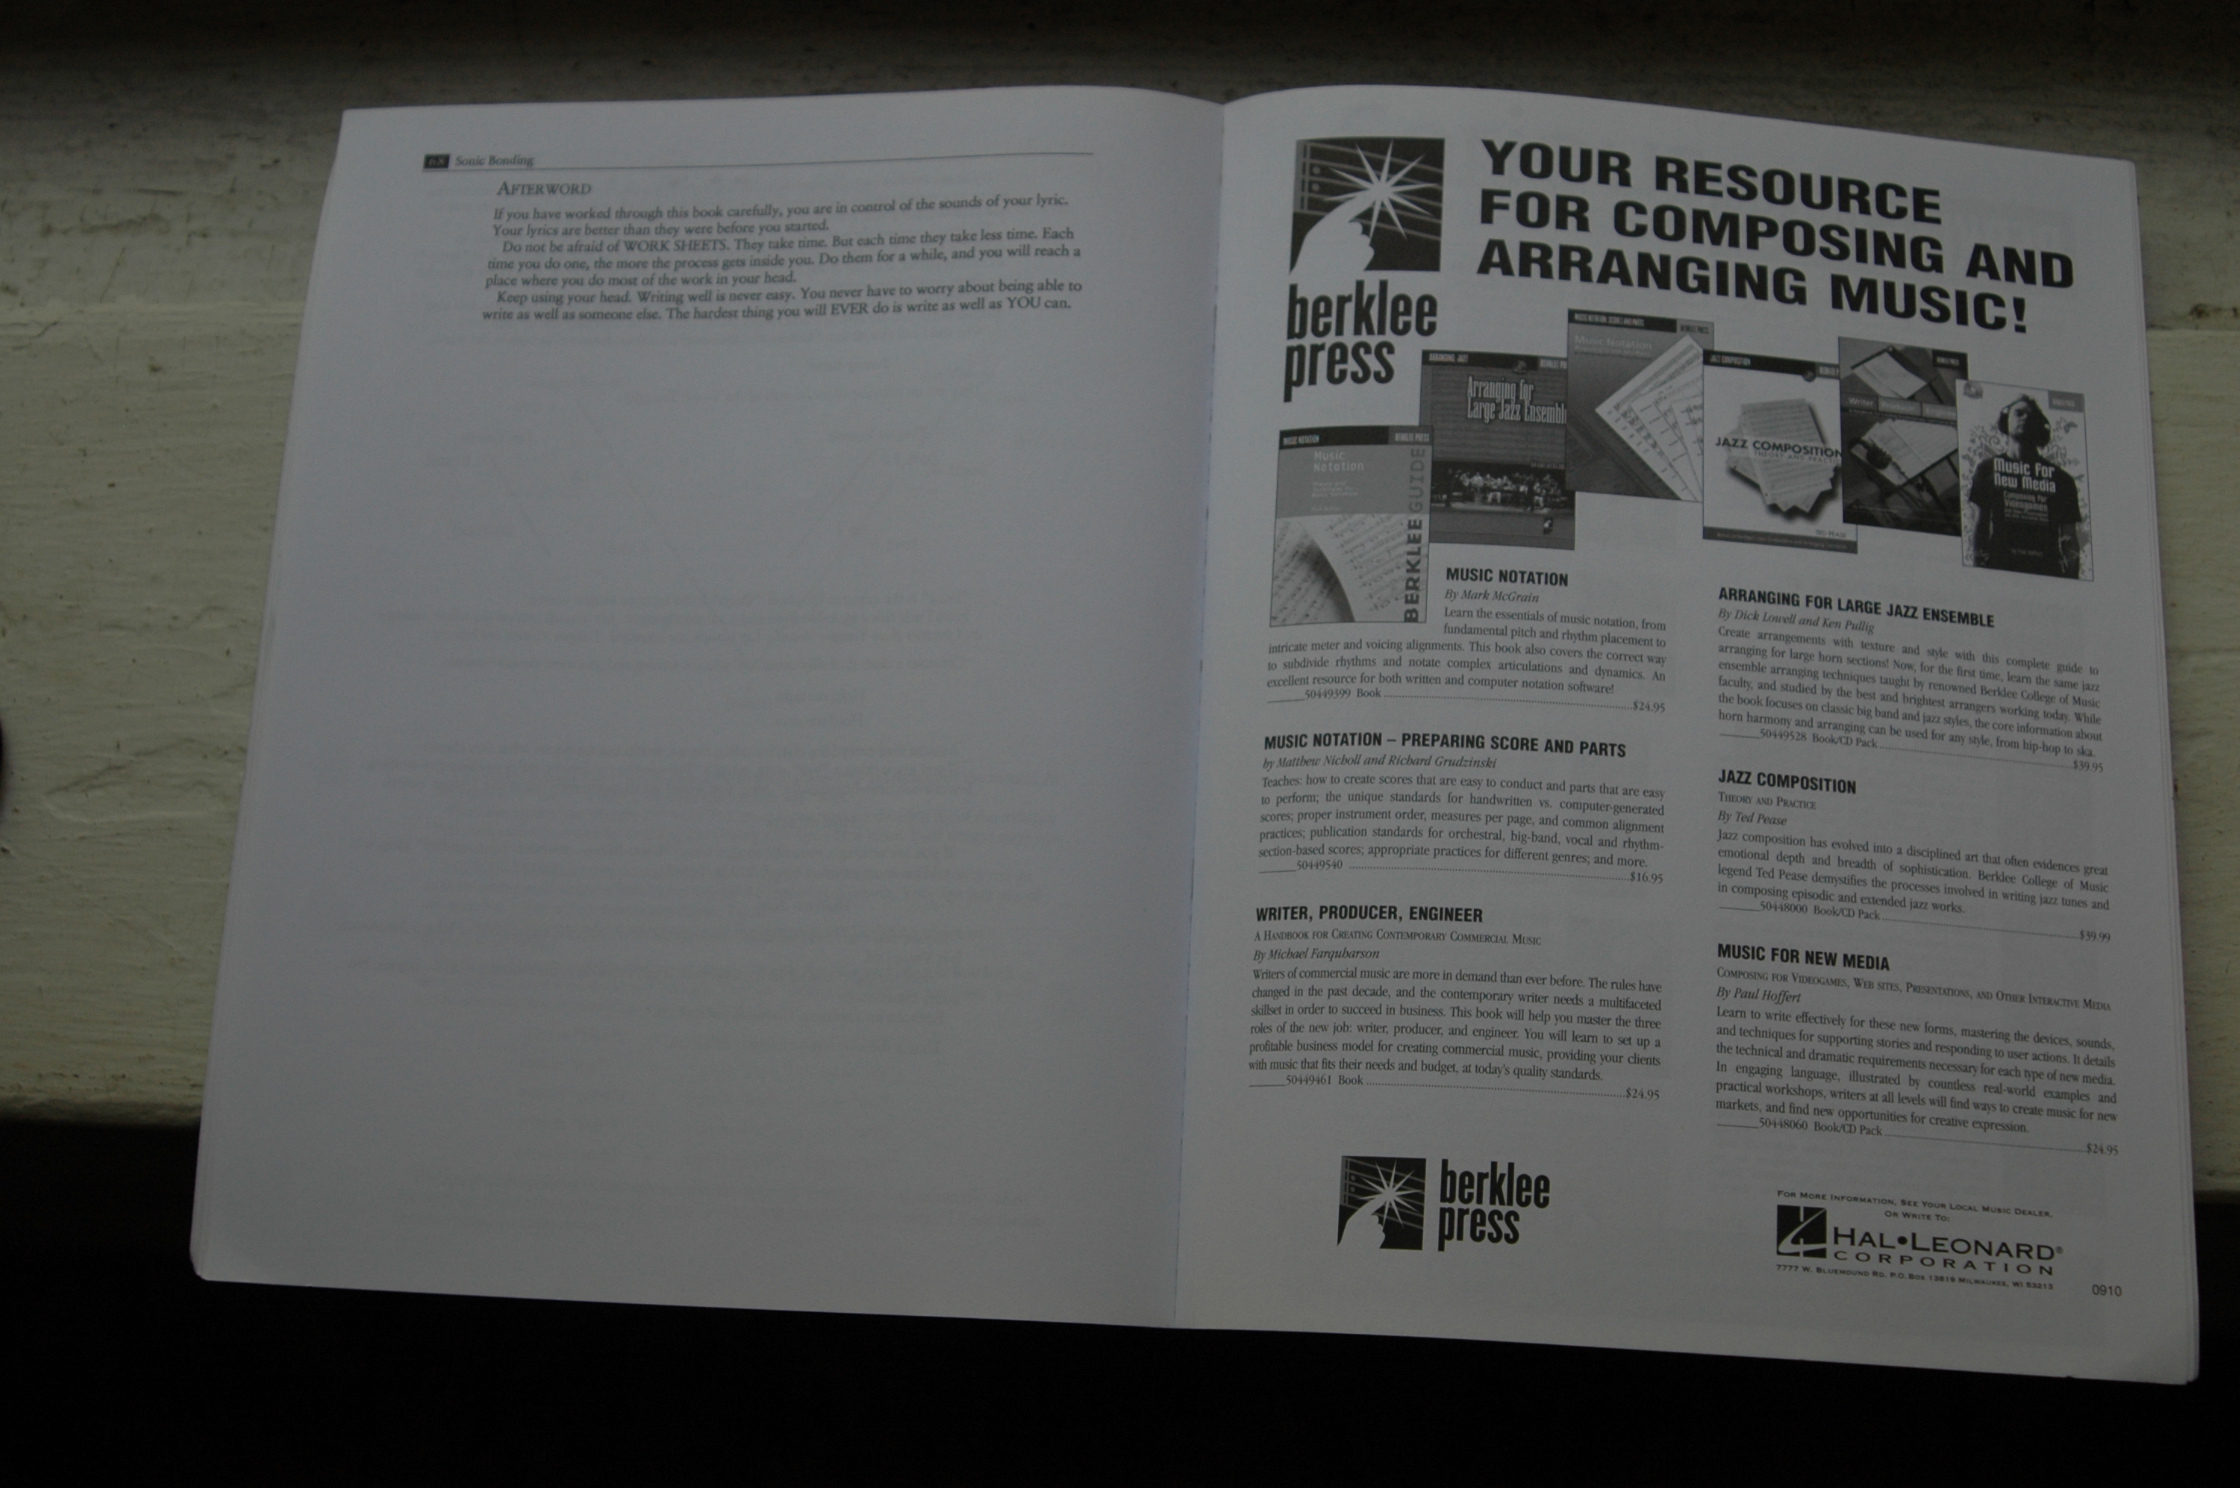 68 Sonic Bonding
AFTERWORD
If you have worked through this book carefully, you are in control of the sounds of your lyric.
Your lyrics are better than they were before you started.
Do not be afraid of WORK SHEETS. They take time. But each time they take less time. Each
time you do one, the more the process gets inside you. Do them for a while, and you will reach a
place where you do most of the work in your head.
Keep using your head. Writing well is never easy. You never have to worry about being able to
write as well as someone else. The hardest thing you will EVER do is write as well as YOU can.
berklee
press
YOUR RESOURCE
FOR COMPOSING AND
ARRANGING MUSIC!
MUSIC NOTATION BERKLEE PRESS
Music
Notation
BERKLEE GUIDE
ARRANGING: JAZZ
Arranging for
Large Jazz Ensemble
Music Notation
JAZZ COMPOSITION
JAZZ COMPOSITION
THEORY AND PRACTICE
TED PEASE
Writer
Music For
New Media
Composing for
Videogames
MUSIC NOTATION
By Mark McGrain
Learn the essentials of music notation, from
fundamental pitch and rhythm placement to
intricate meter and voicing alignments. This book also covers the correct way
to subdivide rhythms and notate complex articulations and dynamics. An
excellent resource for both written and computer notation software!
______50449399 Book ........ $24.95
MUSIC NOTATION – PREPARING SCORE AND PARTS
by Matthew Nicholl and Richard Grudzinski
Teaches: how to create scores that are easy to conduct and parts that are easy
to perform; the unique standards for handwritten vs. computer-generated
scores; proper instrument order, measures per page, and common alignment
practices; publication standards for orchestral, big-band, vocal and rhythm-
section-based scores; appropriate practices for different genres; and more.
______50449540 ........ $16.95
WRITER, PRODUCER, ENGINEER
A HANDBOOK FOR CREATING CONTEMPORARY COMMERCIAL MUSIC
By Michael Farquharson
Writers of commercial music are more in demand than ever before. The rules have
changed in the past decade, and the contemporary writer needs a multifaceted
skillset in order to succeed in business. This book will help you master the three
roles of the new job: writer, producer, and engineer. You will learn to set up a
profitable business model for creating commercial music, providing your clients
with music that fits their needs and budget, at today's quality standards.
______50449461 Book ........ $24.95
ARRANGING FOR LARGE JAZZ ENSEMBLE
By Dick Lowell and Ken Pullig
Create arrangements with texture and style with this complete guide to
arranging for large horn sections! Now, for the first time, learn the same jazz
ensemble arranging techniques taught by renowned Berklee College of Music
faculty, and studied by the best and brightest arrangers working today. While
the book focuses on classic big band and jazz styles, the core information about
horn harmony and arranging can be used for any style, from hip-hop to ska.
______50449528 Book/CD Pack ........ $39.95
JAZZ COMPOSITION
THEORY AND PRACTICE
By Ted Pease
Jazz composition has evolved into a disciplined art that often evidences great
emotional depth and breadth of sophistication. Berklee College of Music
legend Ted Pease demystifies the processes involved in writing jazz tunes and
in composing episodic and extended jazz works.
______50448000 Book/CD Pack ........ $39.99
MUSIC FOR NEW MEDIA
COMPOSING FOR VIDEOGAMES, WEB SITES, PRESENTATIONS, AND OTHER INTERACTIVE MEDIA
By Paul Hoffert
Learn to write effectively for these new forms, mastering the devices, sounds,
and techniques for supporting stories and responding to user actions. It details
the technical and dramatic requirements necessary for each type of new media.
In engaging language, illustrated by countless real-world examples and
practical workshops, writers at all levels will find ways to create music for new
markets, and find new opportunities for creative expression.
______50448060 Book/CD Pack ........ $24.95
berklee
press
FOR MORE INFORMATION, SEE YOUR LOCAL MUSIC DEALER,
OR WRITE TO:
HAL•LEONARD®
CORPORATION
7777 W. BLUEMOUND RD. P.O. BOX 13819 MILWAUKEE, WI 53213
0910